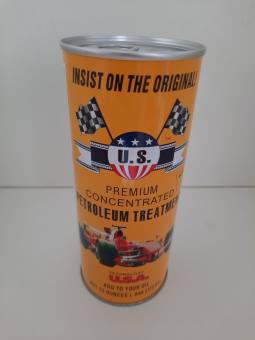 INSIST ON THE ORIGINAL!
U.S.
PREMIUM
CONCENTRATED
PETROLEUM TREATMENT
U.S.A.
ADD TO YOUR OIL